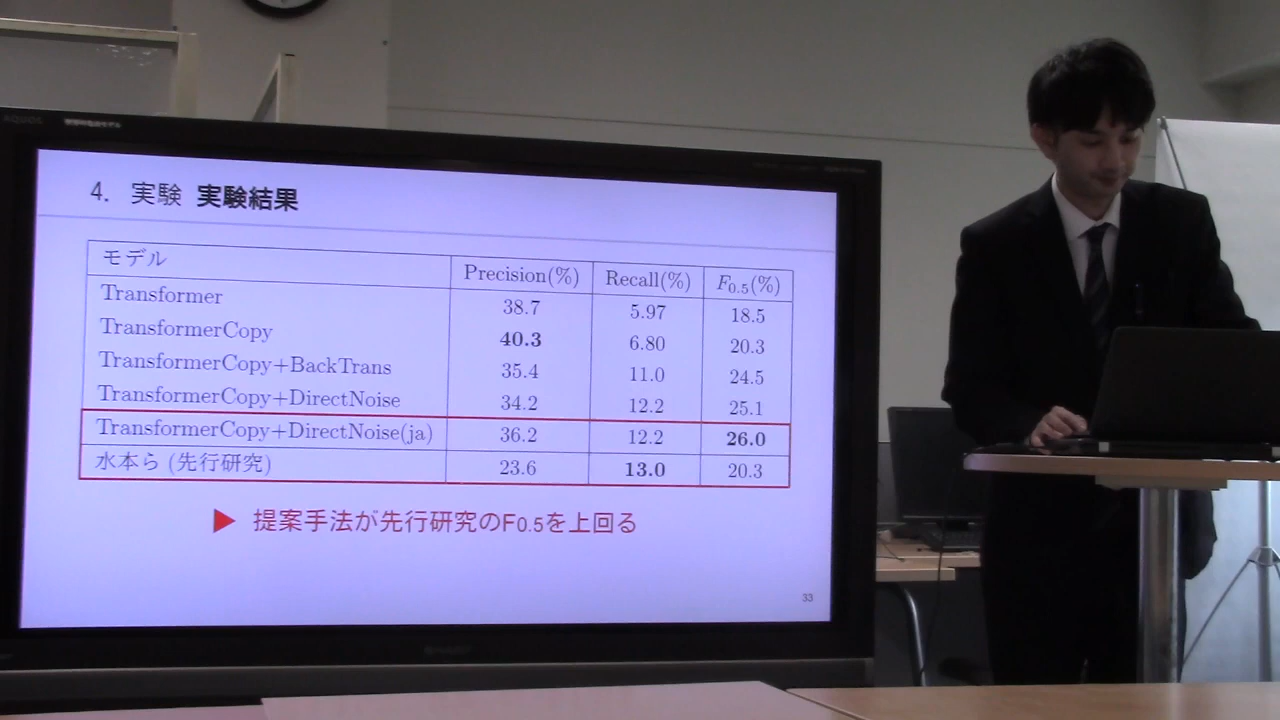 4. 実験 実験結果
モデル Precision(%) Recall(%) F0.5(%)
Transformer 38.7 5.97 18.5
TransformerCopy 40.3 6.80 20.3
TransformerCopy+BackTrans 35.4 11.0 24.5
TransformerCopy+DirectNoise 34.2 12.2 25.1
TransformerCopy+DirectNoise(ja) 36.2 12.2 26.0
水本ら (先行研究) 23.6 13.0 20.3
▶ 提案手法が先行研究のF0.5を上回る
33